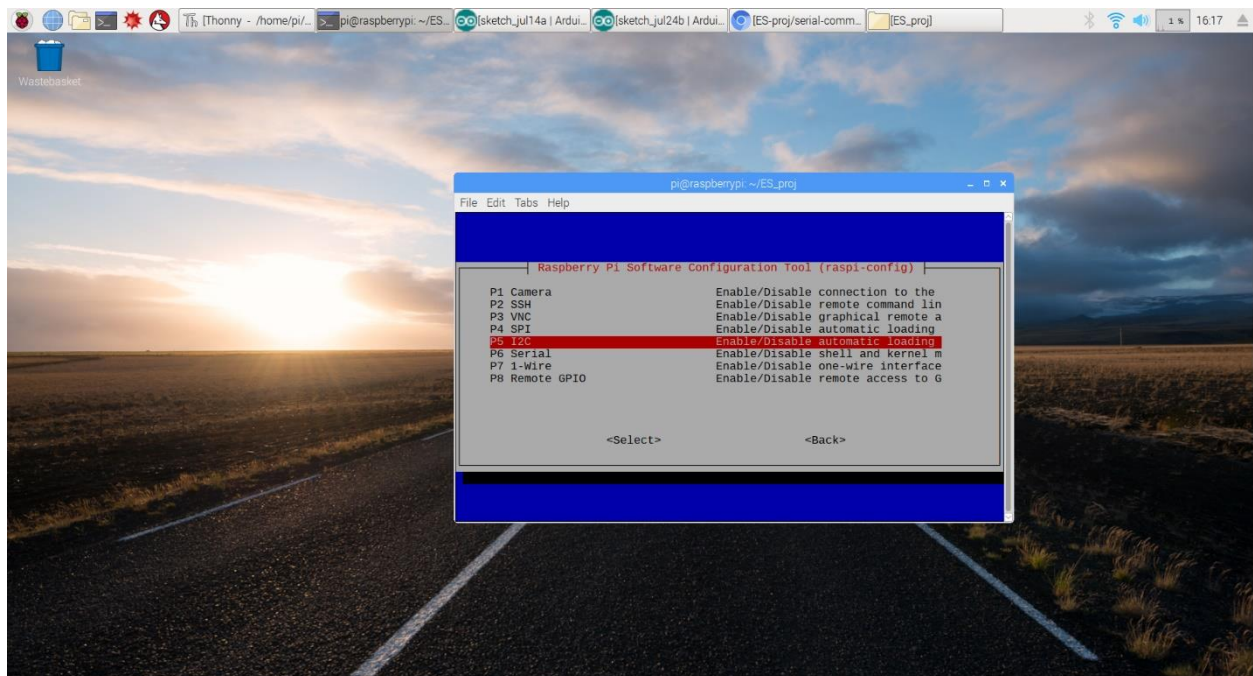 [Thonny - /home/pi/...
pi@raspberrypi: ~/ES...
[sketch_jul14a | Ardui...
[sketch_jul24b | Ardui...
[ES-proj/serial-comm...
[ES_proj]
1 %
16:17
Wastebasket
pi@raspberrypi: ~/ES_proj
File Edit Tabs Help
Raspberry Pi Software Configuration Tool (raspi-config)
P1 Camera Enable/Disable connection to the
P2 SSH Enable/Disable remote command lin
P3 VNC Enable/Disable graphical remote a
P4 SPI Enable/Disable automatic loading
P5 I2C Enable/Disable automatic loading
P6 Serial Enable/Disable shell and kernel m
P7 1-Wire Enable/Disable one-wire interface
P8 Remote GPIO Enable/Disable remote access to G
<Select> <Back>